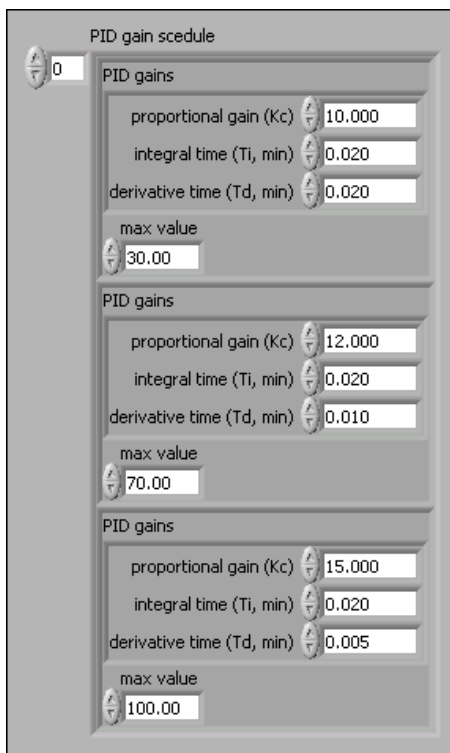 PID gain scedule
0
PID gains
proportional gain (Kc) 10.000
integral time (Ti, min) 0.020
derivative time (Td, min) 0.020
max value
30.00
PID gains
proportional gain (Kc) 12.000
integral time (Ti, min) 0.020
derivative time (Td, min) 0.010
max value
70.00
PID gains
proportional gain (Kc) 15.000
integral time (Ti, min) 0.020
derivative time (Td, min) 0.005
max value
100.00